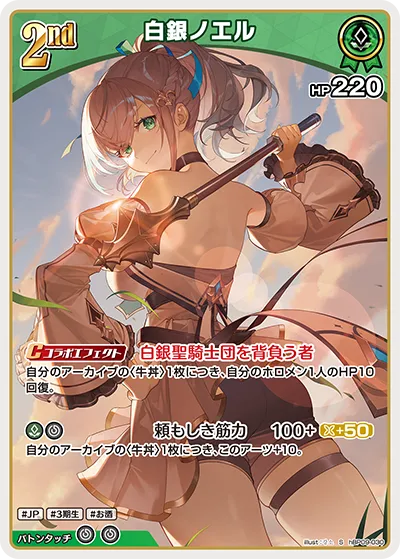 2nd
白銀ノエル
HP220
コラボエフェクト 白銀聖騎士団を背負う者
自分のアーカイブの〈牛丼〉1枚につき、自分のホロメン1人のHP10
回復。
頼もしき筋力 100+ +50
自分のアーカイブの〈牛丼〉1枚につき、このアーツ+10。
#JP #3期生 #お酒
バトンタッチ
illust: S hBP09-030